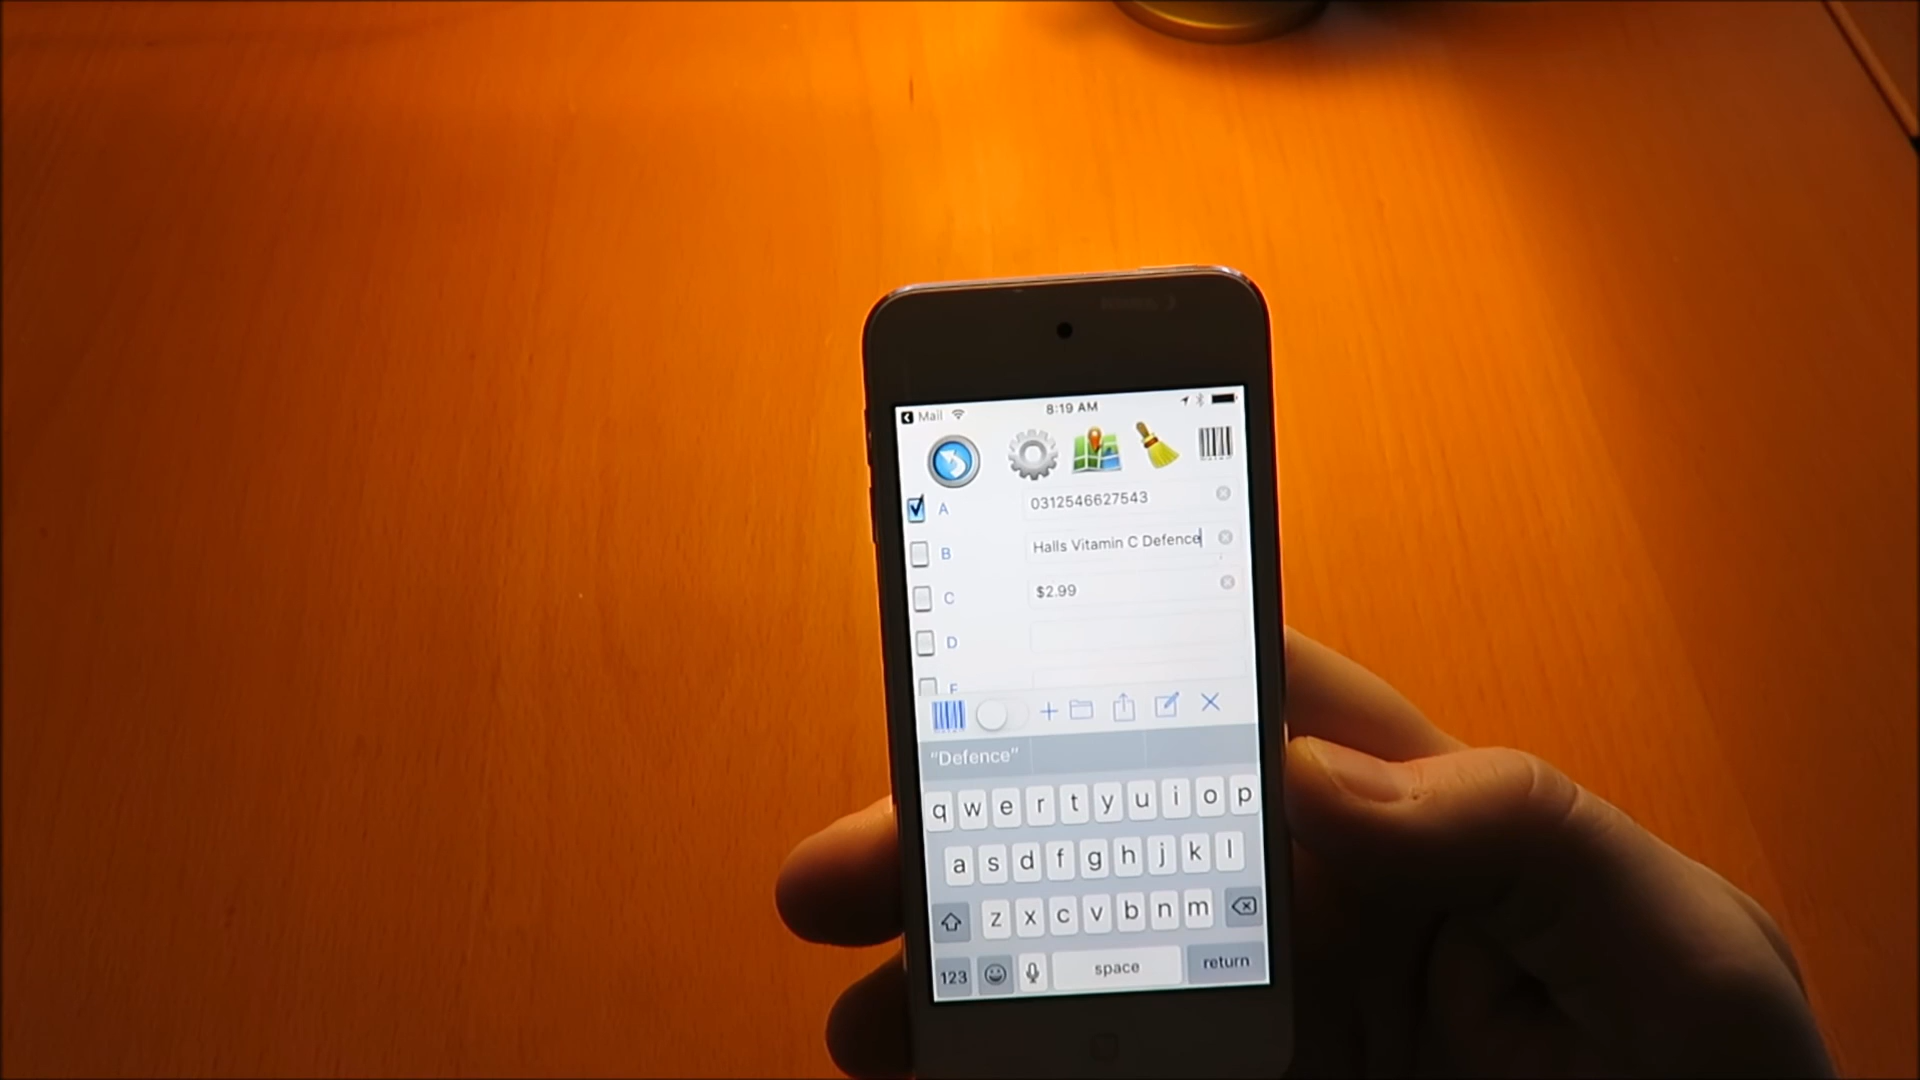 Mail 8:19 AM
A 0312546627543
B Halls Vitamin C Defence
C $2.99
D
E
"Defence"
q w e r t y u i o p
a s d f g h j k l
z x c v b n m
123 space return